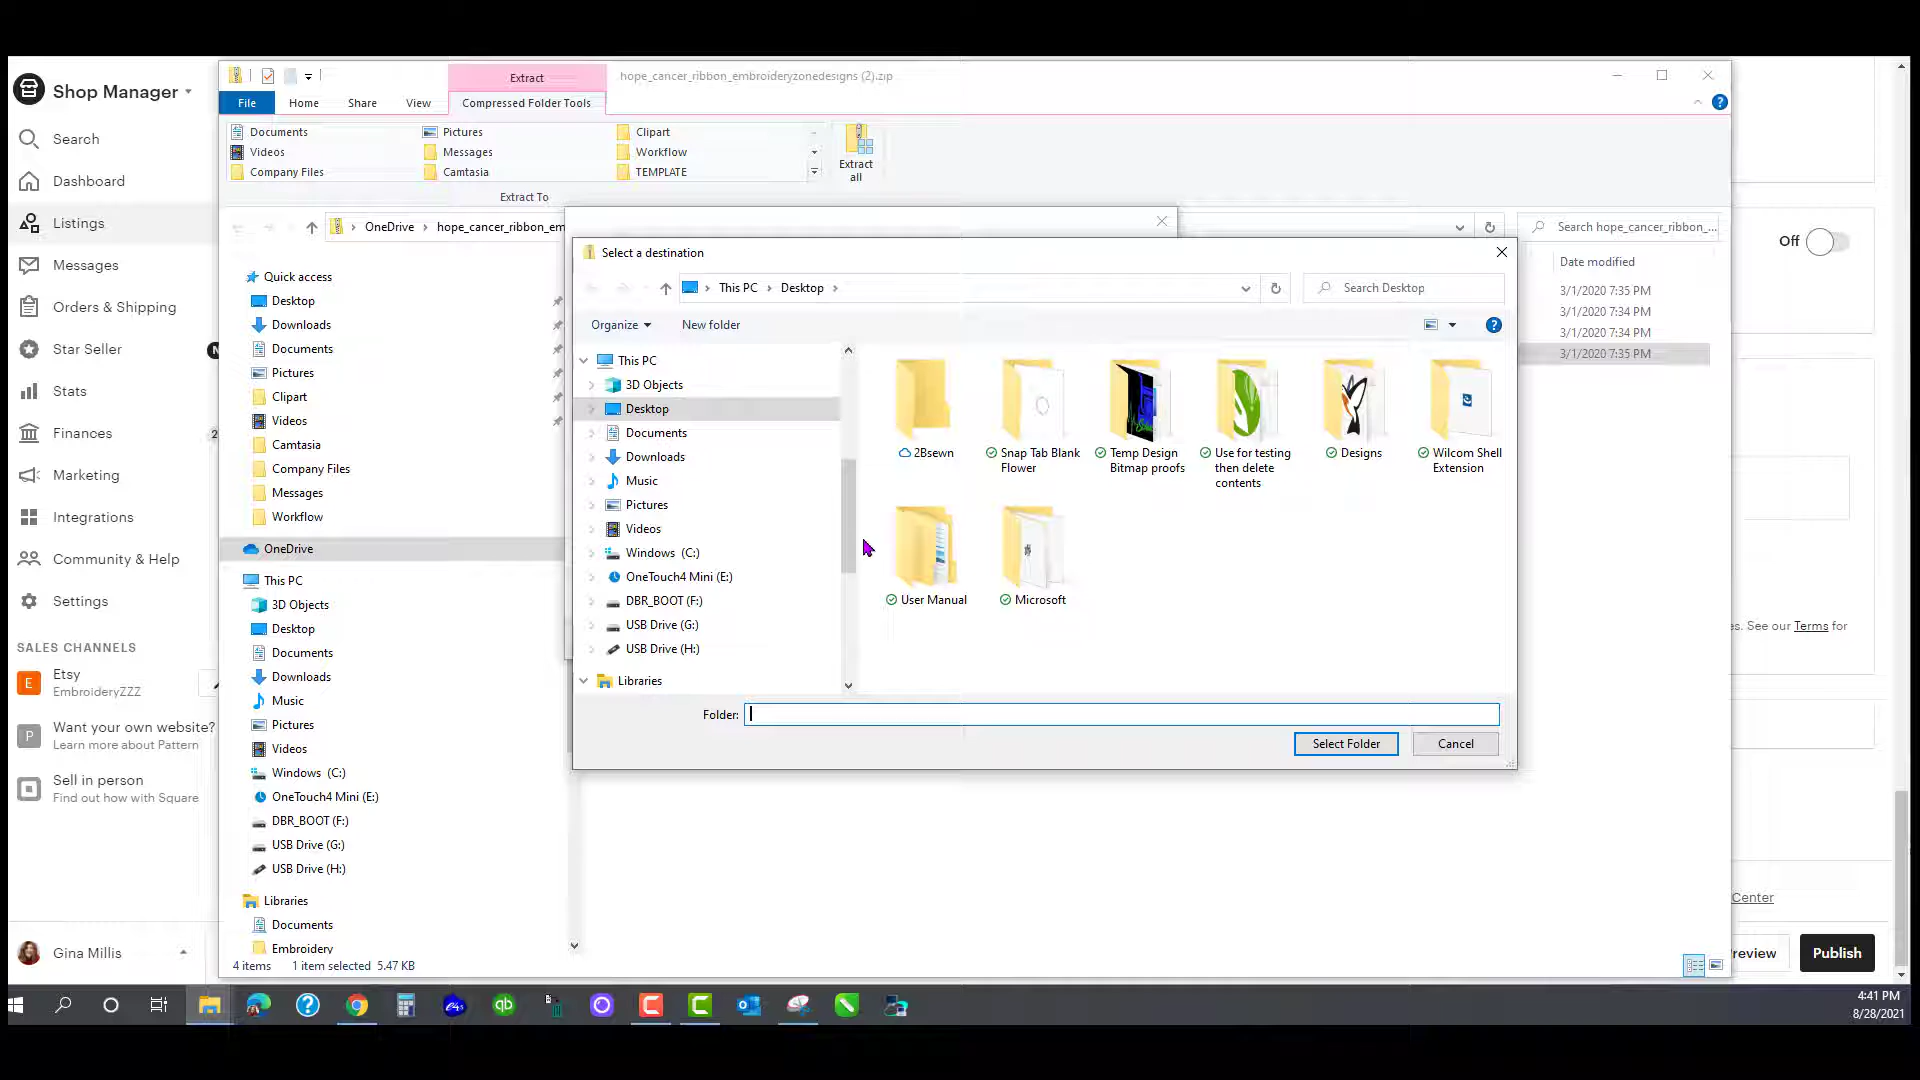 Shop Manager
Search
Dashboard
Listings
Messages
Orders & Shipping
Star Seller
Stats
Finances
2
Marketing
Integrations
Community & Help
Settings
SALES CHANNELS
Etsy
EmbroideryZZZ
P
Want your own website?
Learn more about Pattern
Sell in person
Find out how with Square
Gina Millis
Extract
hope_cancer_ribbon_embroideryzonedesigns (2).zip
File
Home
Share
View
Compressed Folder Tools
Documents
Pictures
Clipart
Videos
Messages
Workflow
Company Files
Camtasia
TEMPLATE
Extract To
Extract
all
OneDrive
hope_cancer_ribbon_em
Search hope_cancer_ribbon_...
Quick access
Desktop
Downloads
Documents
Pictures
Clipart
Videos
Camtasia
Company Files
Messages
Workflow
OneDrive
This PC
3D Objects
Desktop
Documents
Downloads
Music
Pictures
Videos
Windows (C:)
OneTouch4 Mini (E:)
DBR_BOOT (F:)
USB Drive (G:)
USB Drive (H:)
Libraries
Documents
Embroidery
4 items
1 item selected 5.47 KB
Select a destination
This PC
Desktop
Search Desktop
Organize
New folder
This PC
3D Objects
Desktop
Documents
Downloads
Music
Pictures
Videos
Windows (C:)
OneTouch4 Mini (E:)
DBR_BOOT (F:)
USB Drive (G:)
USB Drive (H:)
Libraries
2Bsewn
Snap Tab Blank
Flower
Temp Design
Bitmap proofs
Use for testing
then delete
contents
Designs
Wilcom Shell
Extension
User Manual
Microsoft
Folder:
Select Folder
Cancel
Date modified
3/1/2020 7:35 PM
3/1/2020 7:34 PM
3/1/2020 7:34 PM
3/1/2020 7:35 PM
Off
es. See our Terms for
Center
review
Publish
4:41 PM
8/28/2021